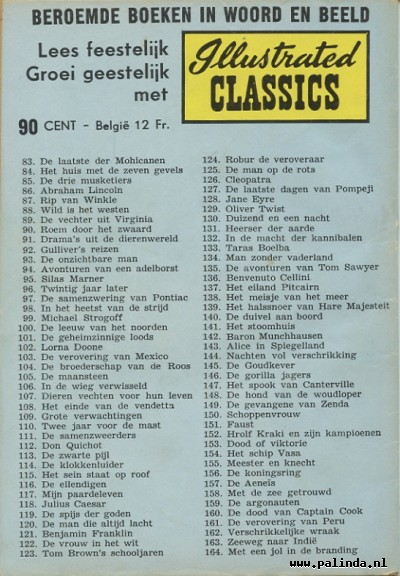 BEROEMDE BOEKEN IN WOORD EN BEELD
Lees feestelijk
Groei geestelijk
met
90 CENT - België 12 Fr.
Illustrated
CLASSICS
83. De laatste der Mohicanen
84. Het huis met de zeven gevels
85. De drie musketiers
86. Abraham Lincoln
87. Rip van Winkle
88. Wild is het westen
89. De vechter uit Virginia
90. Roem door het zwaard
91. Drama's uit de dierenwereld
92. Gulliver's reizen
93. De onzichtbare man
94. Avonturen van een adelborst
95. Silas Marner
96. Twintig jaar later
97. De samenzwering van Pontiac
98. In het heetst van de strijd
99. Michael Strogoff
100. De leeuw van het noorden
101. De geheimzinnige loods
102. Lorna Doone
103. De verovering van Mexico
104. De broederschap van de Roos
105. De maansteen
106. In de wieg verwisseld
107. Dieren vechten voor hun leven
108. Het einde van de vendetta
109. Grote verwachtingen
110. Twee jaar voor de mast
111. De samenzweerders
112. Don Quichot
113. De zwarte pijl
114. De klokkenluider
115. Het sein staat op roof
116. De ellendigen
117. Mijn paardeleven
118. Julius Caesar
119. De spijs der goden
120. De man die altijd lacht
121. Benjamin Franklin
122. De vrouw in het wit
123. Tom Brown's schooljaren
124. Robur de veroveraar
125. De man op de rots
126. Cleopatra
127. De laatste dagen van Pompeji
128. Jane Eyre
129. Oliver Twist
130. Duizend en een nacht
131. Heerser der aarde
132. In de macht der kannibalen
133. Taras Boelba
134. Man zonder vaderland
135. De avonturen van Tom Sawyer
136. Benvenuto Cellini
137. Het eiland Pitcairn
138. Het meisje van het meer
139. Het halssnoer van Hare Majesteit
140. De duivel aan boord
141. Het stoomhuis
142. Baron Munchhausen
143. Alice in Spiegelland
144. Nachten vol verschrikking
145. De Goudkever
146. De gorilla jagers
147. Het spook van Canterville
148. De hond van de woudloper
149. De gevangene van Zenda
150. Schoppenvrouw
151. Faust
152. Hrolf Kraki en zijn kampioenen
153. Dood of viktorie
154. Het schip Vasa
155. Meester en knecht
156. De koningsring
157. De Aeneïs
158. Met de zee getrouwd
159. De argonauten
160. De dood van Captain Cook
161. De verovering van Peru
162. Verschrikkelijke wraak
163. Zeeweg naar Indië
164. Met een jol in de branding
www.palinda.nl